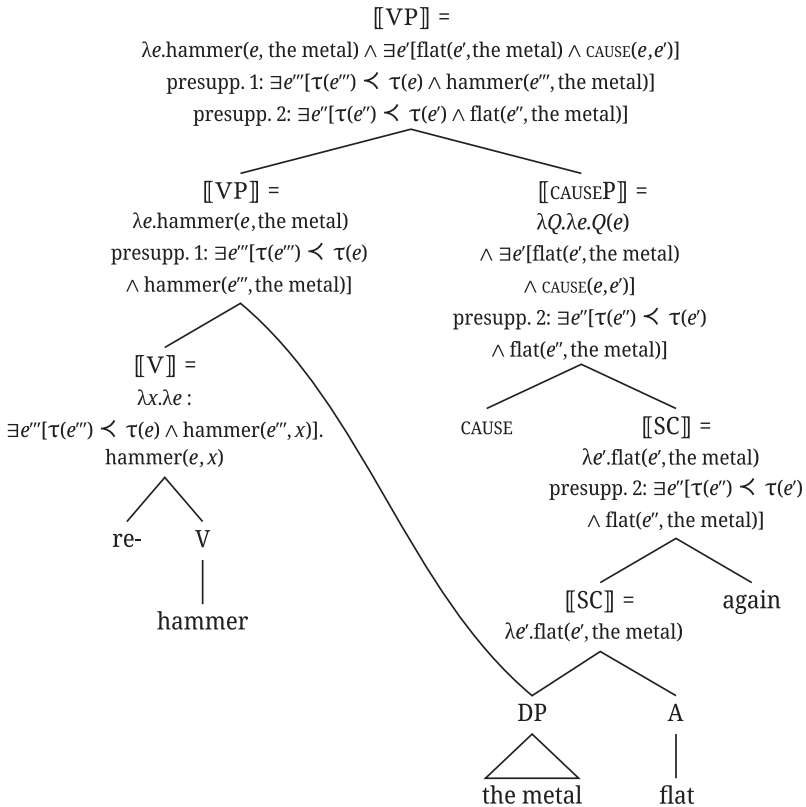 ⟦VP⟧ =
λe.hammer(e, the metal) ∧ ∃e′[flat(e′,the metal) ∧ CAUSE(e,e′)]
presupp. 1: ∃e‴[τ(e‴) ≺ τ(e) ∧ hammer(e‴,the metal)]
presupp. 2: ∃e″[τ(e″) ≺ τ(e′) ∧ flat(e″,the metal)]
⟦VP⟧ =
λe.hammer(e,the metal)
presupp. 1: ∃e‴[τ(e‴) ≺ τ(e)
∧ hammer(e‴,the metal)]
⟦CAUSEP⟧ =
λQ.λe.Q(e)
∧ ∃e′[flat(e′,the metal)
∧ CAUSE(e,e′)]
presupp. 2: ∃e″[τ(e″) ≺ τ(e′)
∧ flat(e″,the metal)]
⟦V⟧ =
λx.λe :
∃e‴[τ(e‴) ≺ τ(e) ∧ hammer(e‴,x)].
hammer(e,x)
CAUSE
⟦SC⟧ =
λe′.flat(e′,the metal)
presupp. 2: ∃e″[τ(e″) ≺ τ(e′)
∧ flat(e″,the metal)]
re-
V
hammer
⟦SC⟧ =
λe′.flat(e′,the metal)
again
DP
A
the metal
flat